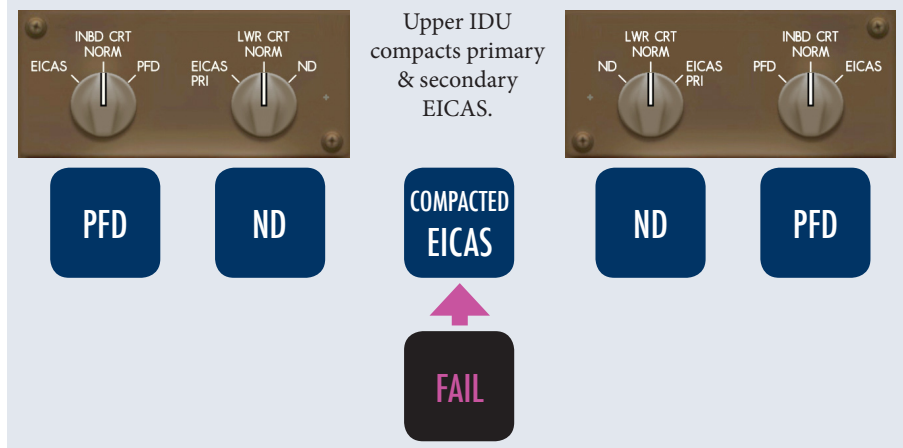 INBD CRT
NORM
EICAS
PFD
LWR CRT
NORM
EICAS
PRI
ND
Upper IDU
compacts primary
& secondary
EICAS.
LWR CRT
NORM
ND
EICAS
PRI
INBD CRT
NORM
PFD
EICAS
PFD
ND
COMPACTED
EICAS
ND
PFD
FAIL